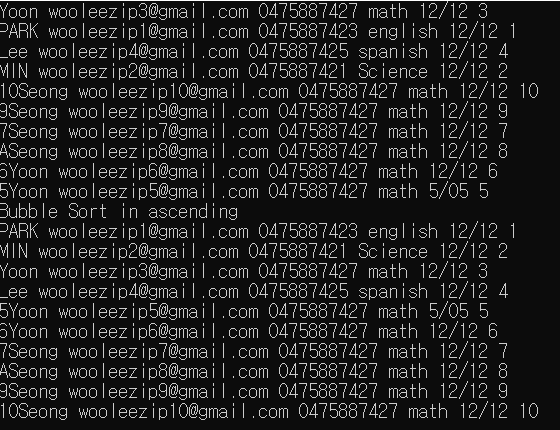 Yoon wooleezip3@gmail.com 0475887427 math 12/12 3
PARK wooleezip1@gmail.com 0475887423 english 12/12 1
Lee wooleezip4@gmail.com 0475887425 spanish 12/12 4
MIN wooleezip2@gmail.com 0475887421 Science 12/12 2
10Seong wooleezip10@gmail.com 0475887427 math 12/12 10
9Seong wooleezip9@gmail.com 0475887427 math 12/12 9
7Seong wooleezip7@gmail.com 0475887427 math 12/12 7
ASeong wooleezip8@gmail.com 0475887427 math 12/12 8
6Yoon wooleezip6@gmail.com 0475887427 math 12/12 6
5Yoon wooleezip5@gmail.com 0475887427 math 5/05 5
Bubble Sort in ascending
PARK wooleezip1@gmail.com 0475887423 english 12/12 1
MIN wooleezip2@gmail.com 0475887421 Science 12/12 2
Yoon wooleezip3@gmail.com 0475887427 math 12/12 3
Lee wooleezip4@gmail.com 0475887425 spanish 12/12 4
5Yoon wooleezip5@gmail.com 0475887427 math 5/05 5
6Yoon wooleezip6@gmail.com 0475887427 math 12/12 6
7Seong wooleezip7@gmail.com 0475887427 math 12/12 7
ASeong wooleezip8@gmail.com 0475887427 math 12/12 8
9Seong wooleezip9@gmail.com 0475887427 math 12/12 9
10Seong wooleezip10@gmail.com 0475887427 math 12/12 10